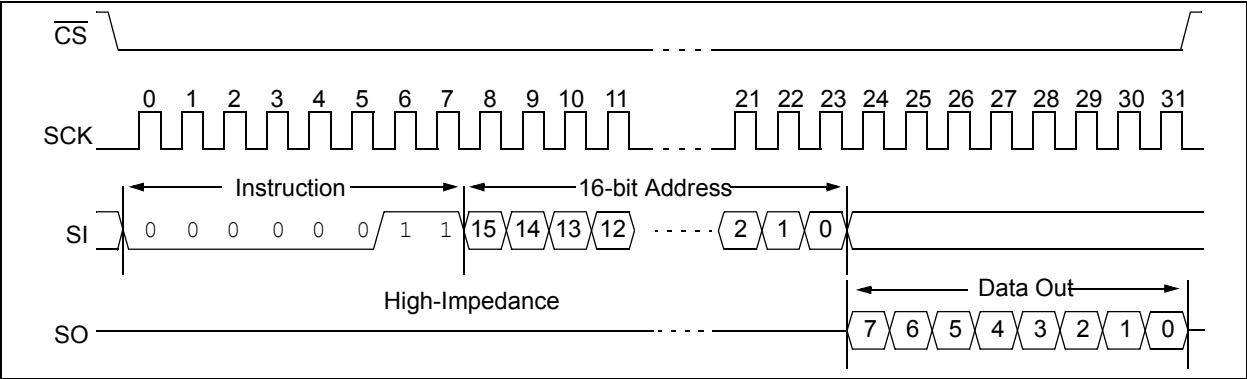 CS
0 1 2 3 4 5 6 7 8 9 10 11 21 22 23 24 25 26 27 28 29 30 31
SCK
Instruction 16-bit Address
SI 0 0 0 0 0 0 1 1 15 14 13 12 2 1 0
Data Out
High-Impedance
SO 7 6 5 4 3 2 1 0